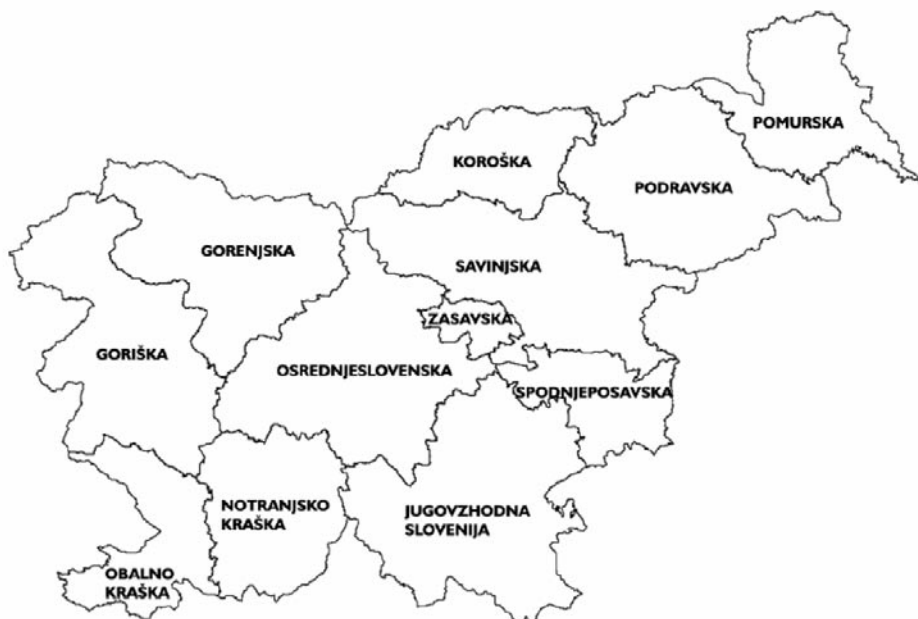 POMURSKA
KOROŠKA
PODRAVSKA
GORENJSKA
SAVINJSKA
ZASAVSKA
GORIŠKA
OSREDNJESLOVENSKA
SPODNJEPOSAVSKA
NOTRANJSKO
KRAŠKA
JUGOVZHODNA
SLOVENIJA
OBALNO
KRAŠKA